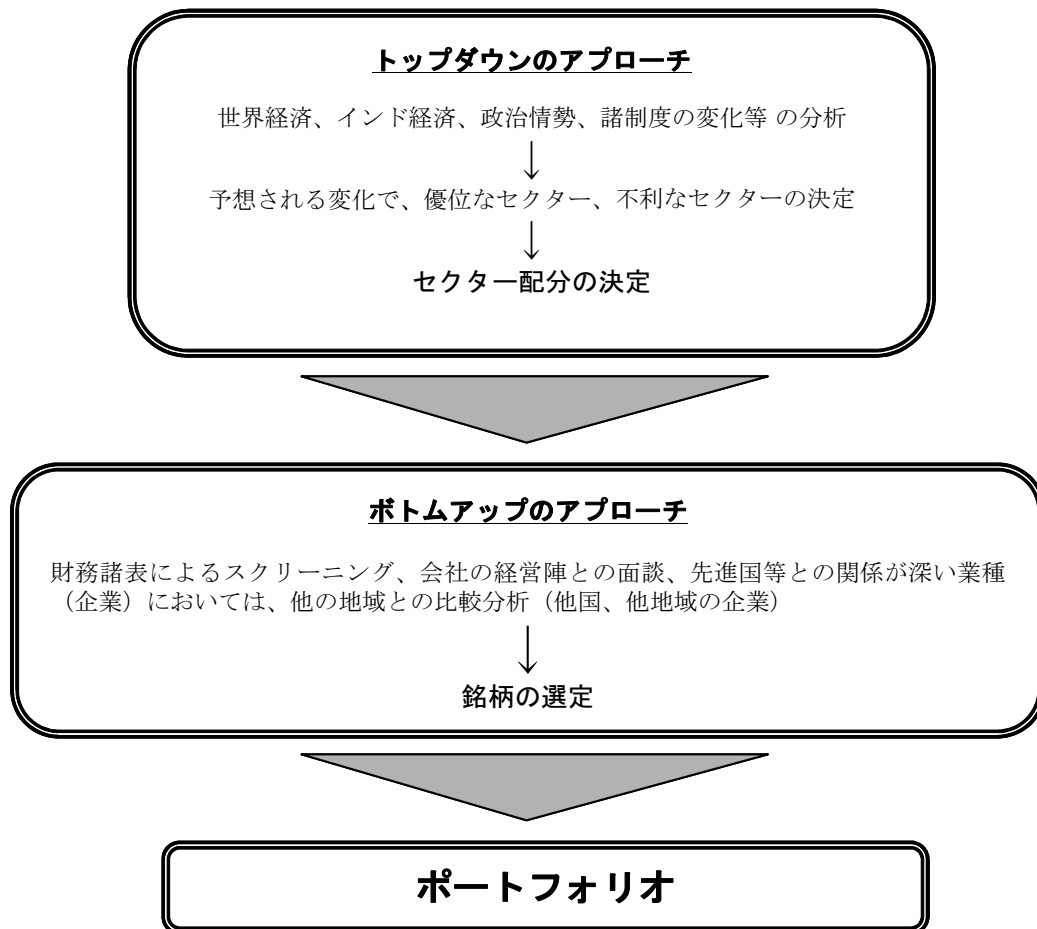 トップダウンのアプローチ
世界経済、インド経済、政治情勢、諸制度の変化等 の分析
↓
予想される変化で、優位なセクター、不利なセクターの決定
↓
セクター配分の決定
ボトムアップのアプローチ
財務諸表によるスクリーニング、会社の経営陣との面談、先進国等との関係が深い業種
（企業）においては、他の地域との比較分析（他国、他地域の企業）
↓
銘柄の選定
ポートフォリオ